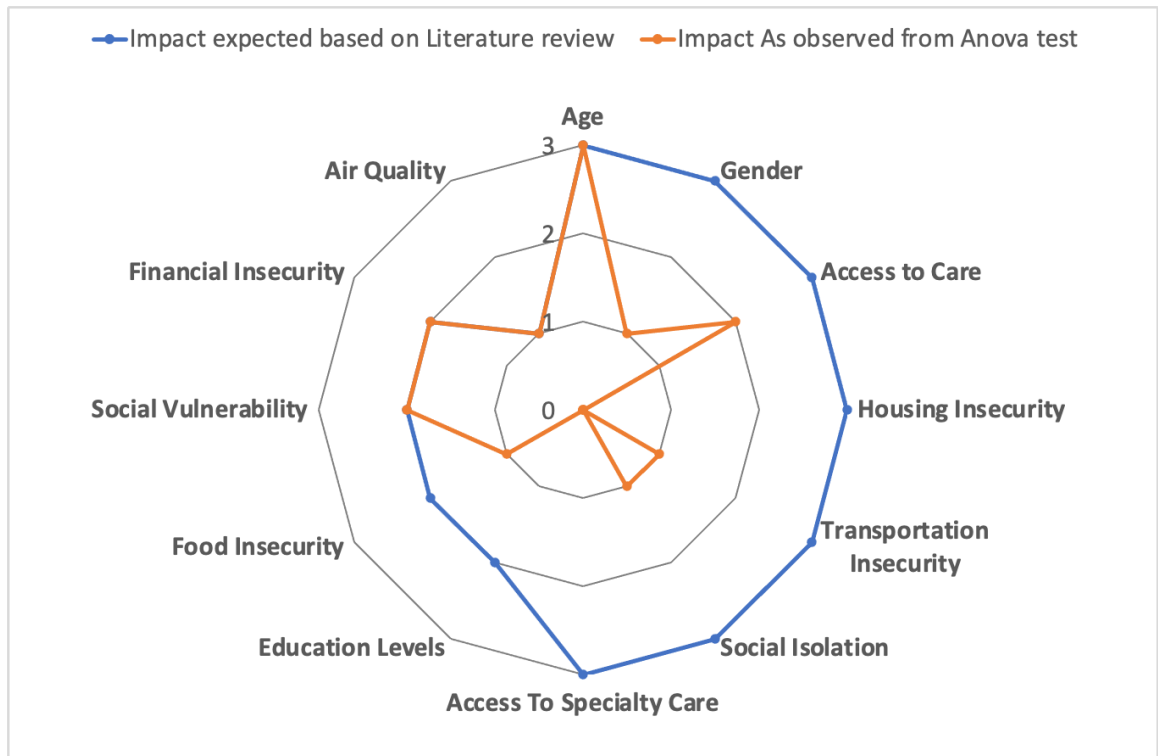 Impact expected based on Literature review
Impact As observed from Anova test
Age
3
Air Quality
Gender
2
Financial Insecurity
Access to Care
1
Social Vulnerability
0
Housing Insecurity
Food Insecurity
Transportation
Insecurity
Education Levels
Social Isolation
Access To Specialty Care